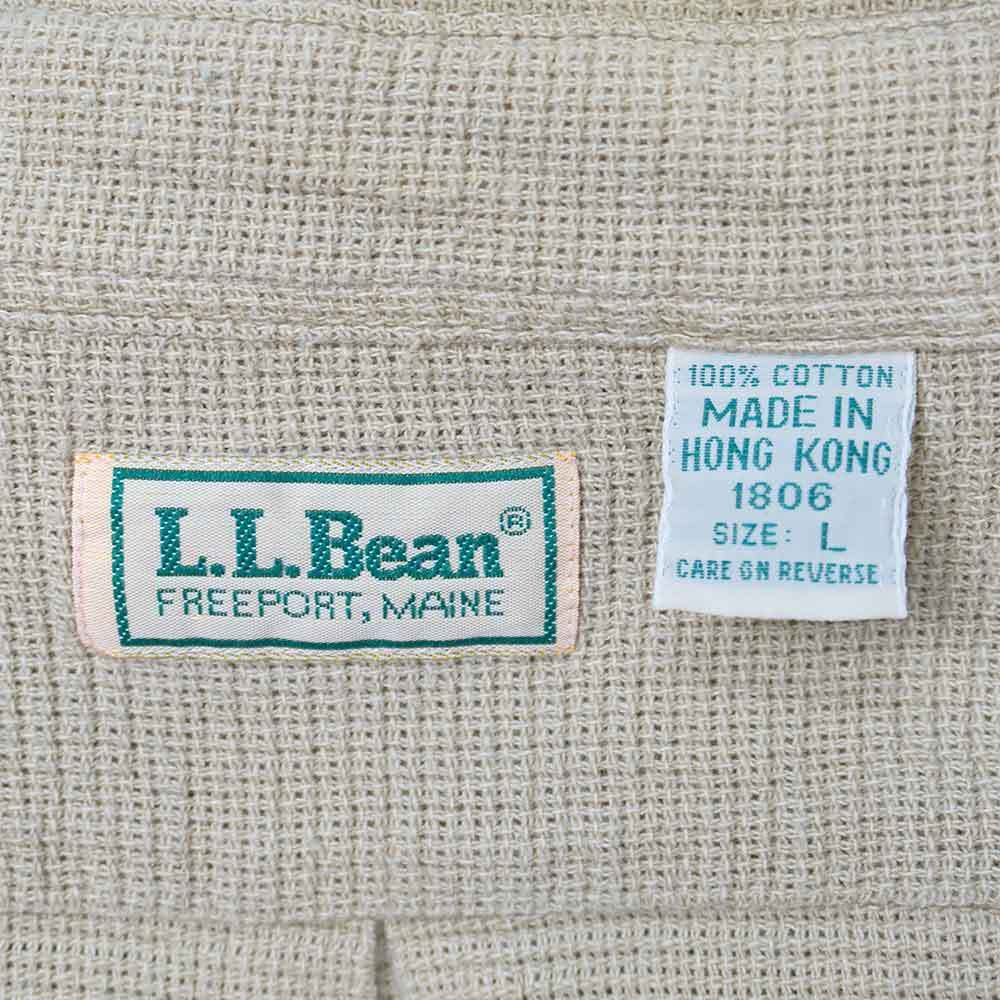 L.L.Bean®
FREEPORT, MAINE
100% COTTON
MADE IN
HONG KONG
1806
SIZE: L
CARE ON REVERSE